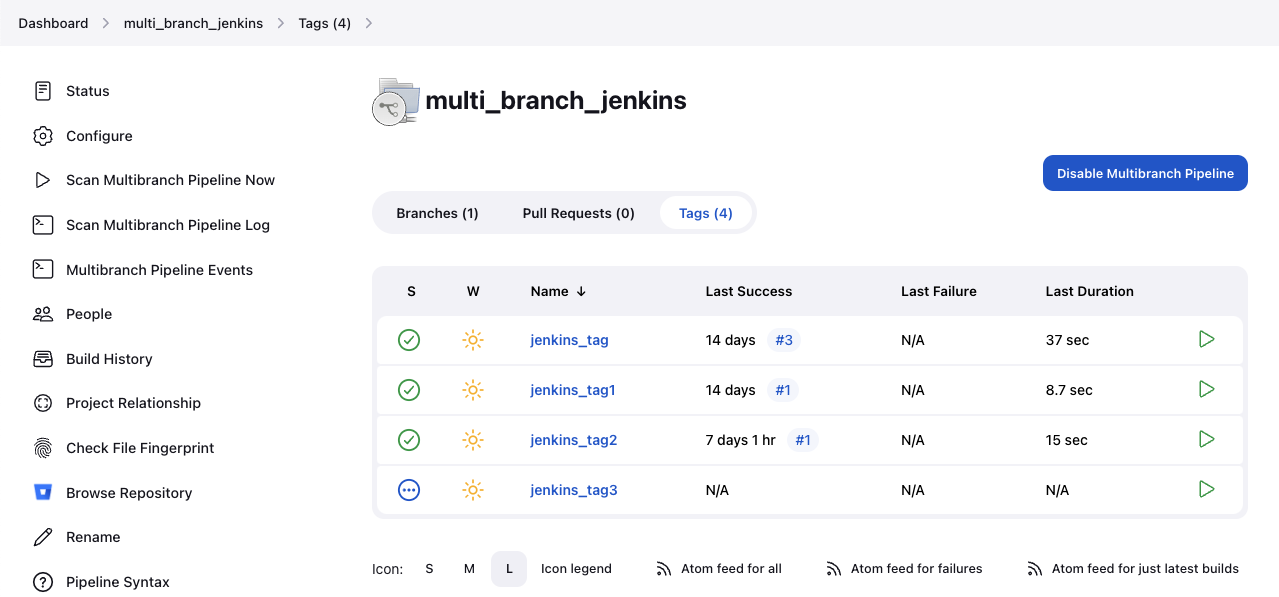 Dashboard > multi_branch_jenkins > Tags (4) >
Status
Configure
Scan Multibranch Pipeline Now
Scan Multibranch Pipeline Log
Multibranch Pipeline Events
People
Build History
Project Relationship
Check File Fingerprint
Browse Repository
Rename
Pipeline Syntax
multi_branch_jenkins
Disable Multibranch Pipeline
Branches (1) Pull Requests (0) Tags (4)
S W Name ↓ Last Success Last Failure Last Duration
jenkins_tag 14 days #3 N/A 37 sec
jenkins_tag1 14 days #1 N/A 8.7 sec
jenkins_tag2 7 days 1 hr #1 N/A 15 sec
jenkins_tag3 N/A N/A N/A
Icon: S M L Icon legend Atom feed for all Atom feed for failures Atom feed for just latest builds